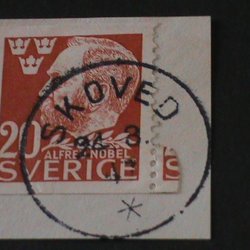 SKOVED
20
ALFRED NOBEL
SVERIGE S